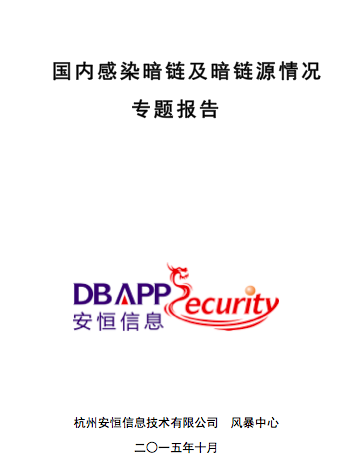 国内感染暗链及暗链源情况
专题报告
DBAPPSecurity
安恒信息
杭州安恒信息技术有限公司 风暴中心
二〇一五年十月